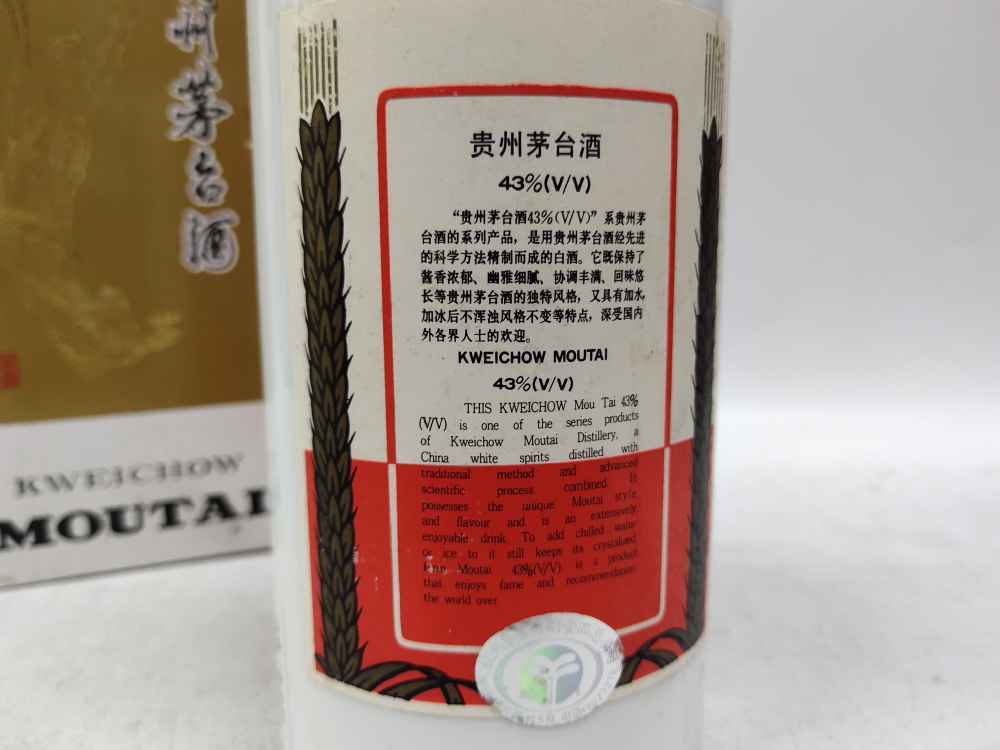 州茅台酒
KWEICHOW
MOUTAI
贵州茅台酒
43%(V/V)
“贵州茅台酒43%(V/V)”系贵州茅
台酒的系列产品，是用贵州茅台酒经先进
的科学方法精制而成的白酒。它既保持了
酱香浓郁、幽雅细腻、协调丰满、回味悠
长等贵州茅台酒的独特风格，又具有加水，
加冰后不浑浊风格不变等特点，深受国内
外各界人士的欢迎。
KWEICHOW MOUTAI
43%(V/V)
THIS KWEICHOW Mou Tai 43%
(V/V) is one of the series products
of Kweichow Moutai Distillery, a
China white spirits distilled with
traditional method and advanced
scientific process combined. It
possesses the unique Moutai style
and flavour and is an extensively
enjoyable drink. To add chilled water
or ice to it still keeps its crystalized
Moutai 43%(V/V) is a product
that enjoys fame and recommendation
the world over.